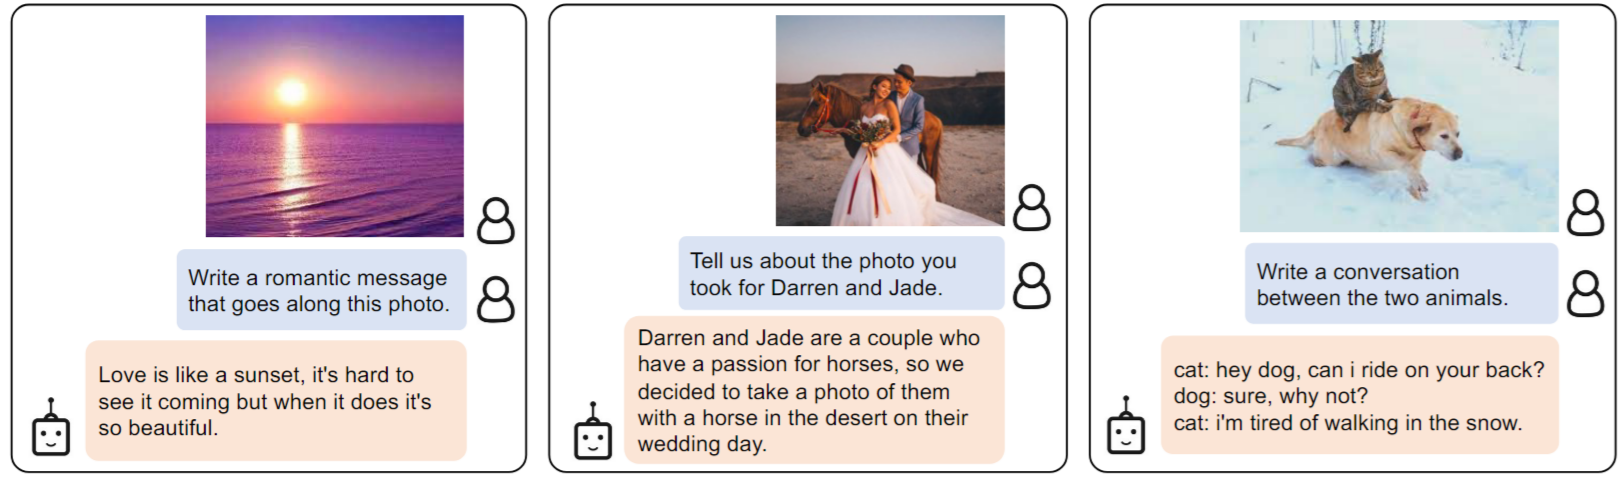 Write a romantic message
that goes along this photo.
Love is like a sunset, it's hard to
see it coming but when it does it's
so beautiful.
Tell us about the photo you
took for Darren and Jade.
Darren and Jade are a couple who
have a passion for horses, so we
decided to take a photo of them
with a horse in the desert on their
wedding day.
Write a conversation
between the two animals.
cat: hey dog, can i ride on your back?
dog: sure, why not?
cat: i'm tired of walking in the snow.